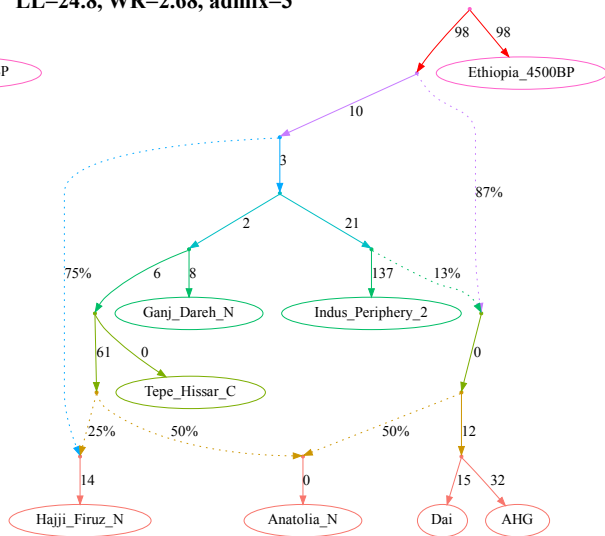 LL=24.8, WR=2.68, admix=3
98
98
P
Ethiopia_4500BP
10
3
87%
2
21
75%
6
8
137
13%
Ganj_Dareh_N
Indus_Periphery_2
61
0
0
Tepe_Hissar_C
25%
50%
50%
12
14
0
15
32
Hajji_Firuz_N
Anatolia_N
Dai
AHG